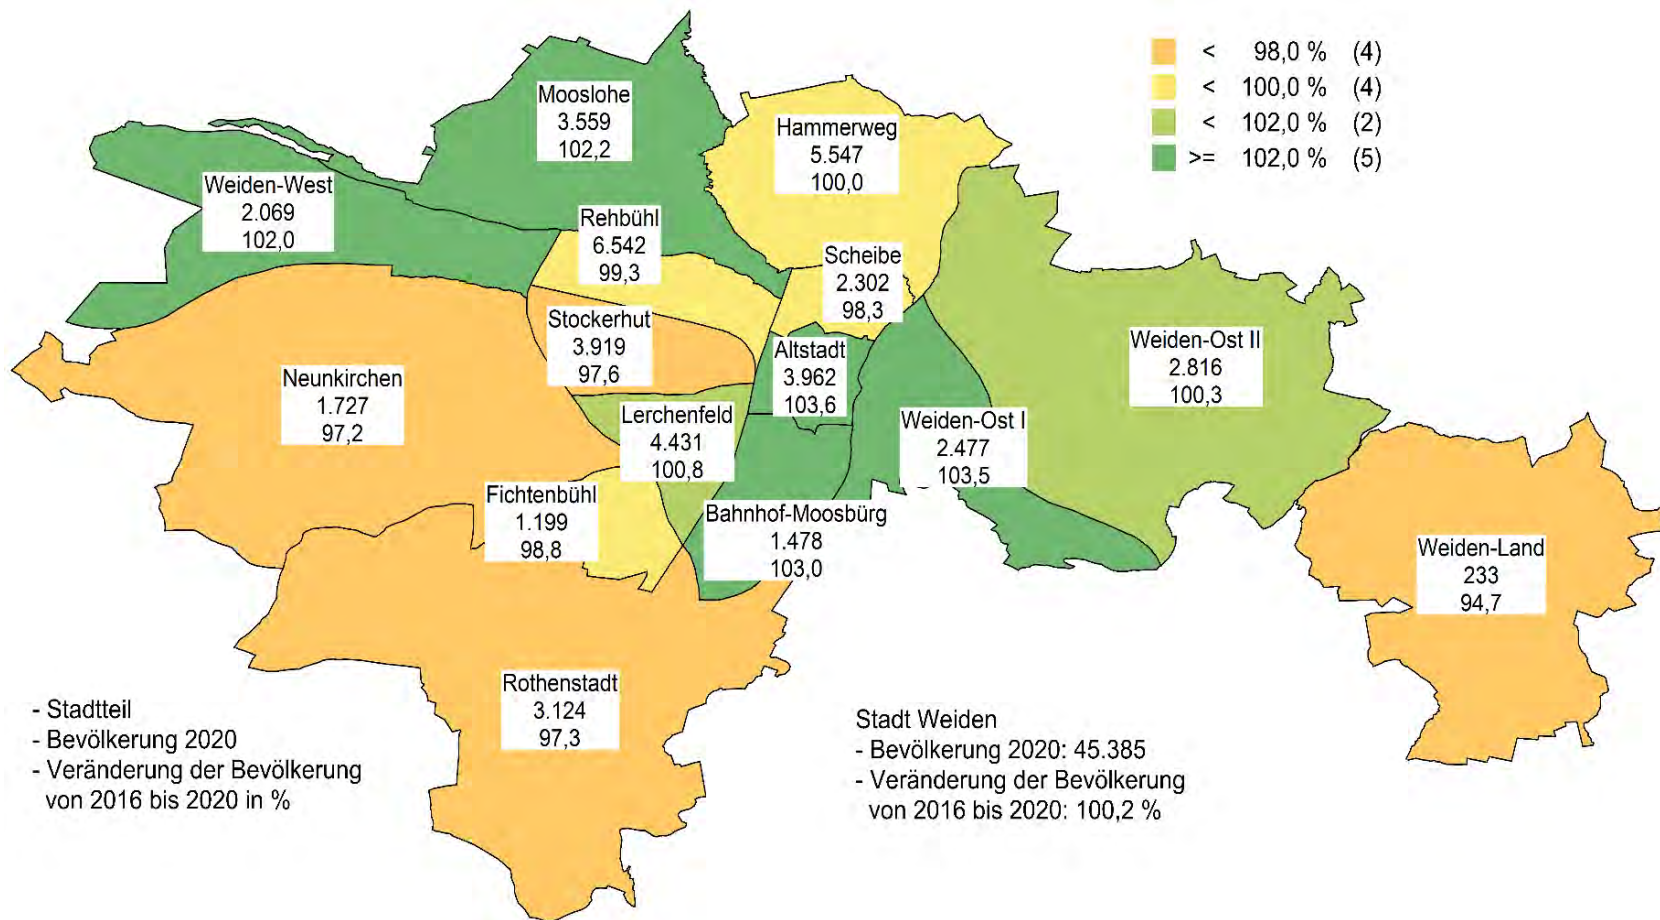 < 98,0 % (4)
< 100,0 % (4)
< 102,0 % (2)
>= 102,0 % (5)
Mooslohe
3.559
102,2
Hammerweg
5.547
100,0
Weiden-West
2.069
102,0
Rehbühl
6.542
99,3
Scheibe
2.302
98,3
Stockerhut
3.919
97,6
Altstadt
3.962
103,6
Weiden-Ost II
2.816
100,3
Neunkirchen
1.727
97,2
Lerchenfeld
4.431
100,8
Weiden-Ost I
2.477
103,5
Fichtenbühl
1.199
98,8
Bahnhof-Moosbürg
1.478
103,0
Weiden-Land
233
94,7
Rothenstadt
3.124
97,3
- Stadtteil
- Bevölkerung 2020
- Veränderung der Bevölkerung
von 2016 bis 2020 in %
Stadt Weiden
- Bevölkerung 2020: 45.385
- Veränderung der Bevölkerung
von 2016 bis 2020: 100,2 %